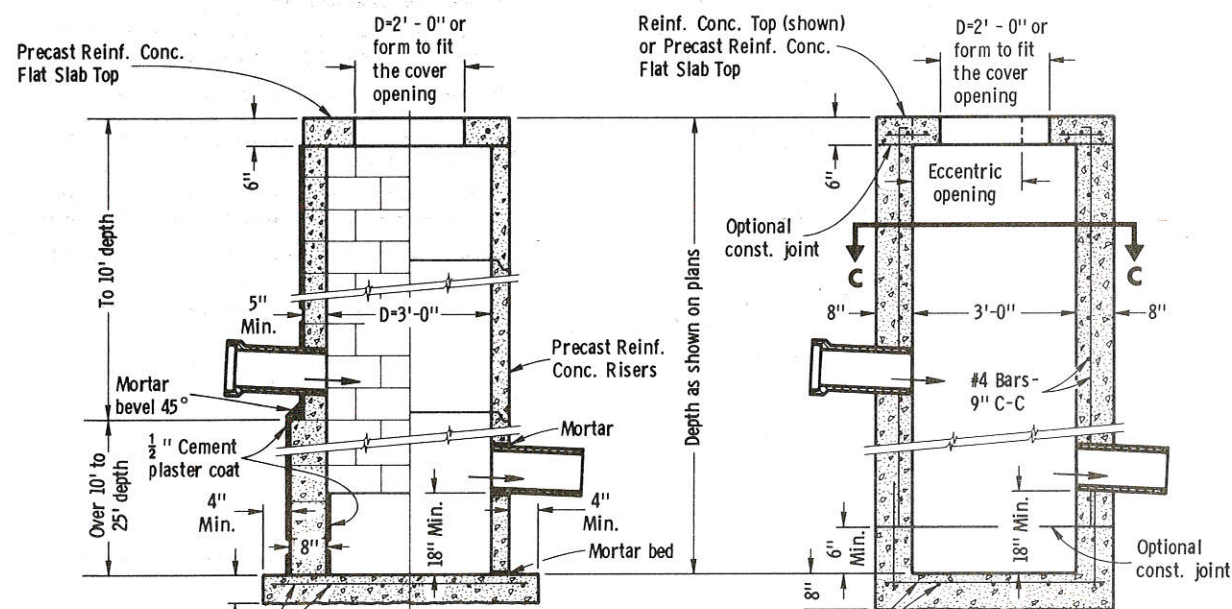 Precast Reinf. Conc.
Flat Slab Top
D=2' - 0" or
form to fit
the cover
opening
Reinf. Conc. Top (shown)
or Precast Reinf. Conc.
Flat Slab Top
D=2' - 0" or
form to fit
the cover
opening
6"
6"
Eccentric
opening
Optional
const. joint
C
C
To 10' depth
5"
Min.
D=3'-0"
Depth as shown on plans
8"
3'-0"
8"
Precast Reinf.
Conc. Risers
#4 Bars-
9" C-C
Mortar
bevel 45°
1/2" Cement
plaster coat
Mortar
Over 10' to
25' depth
4"
Min.
8"
18" Min.
4"
Min.
Mortar bed
6"
Min.
18" Min.
Optional
const. joint
8"